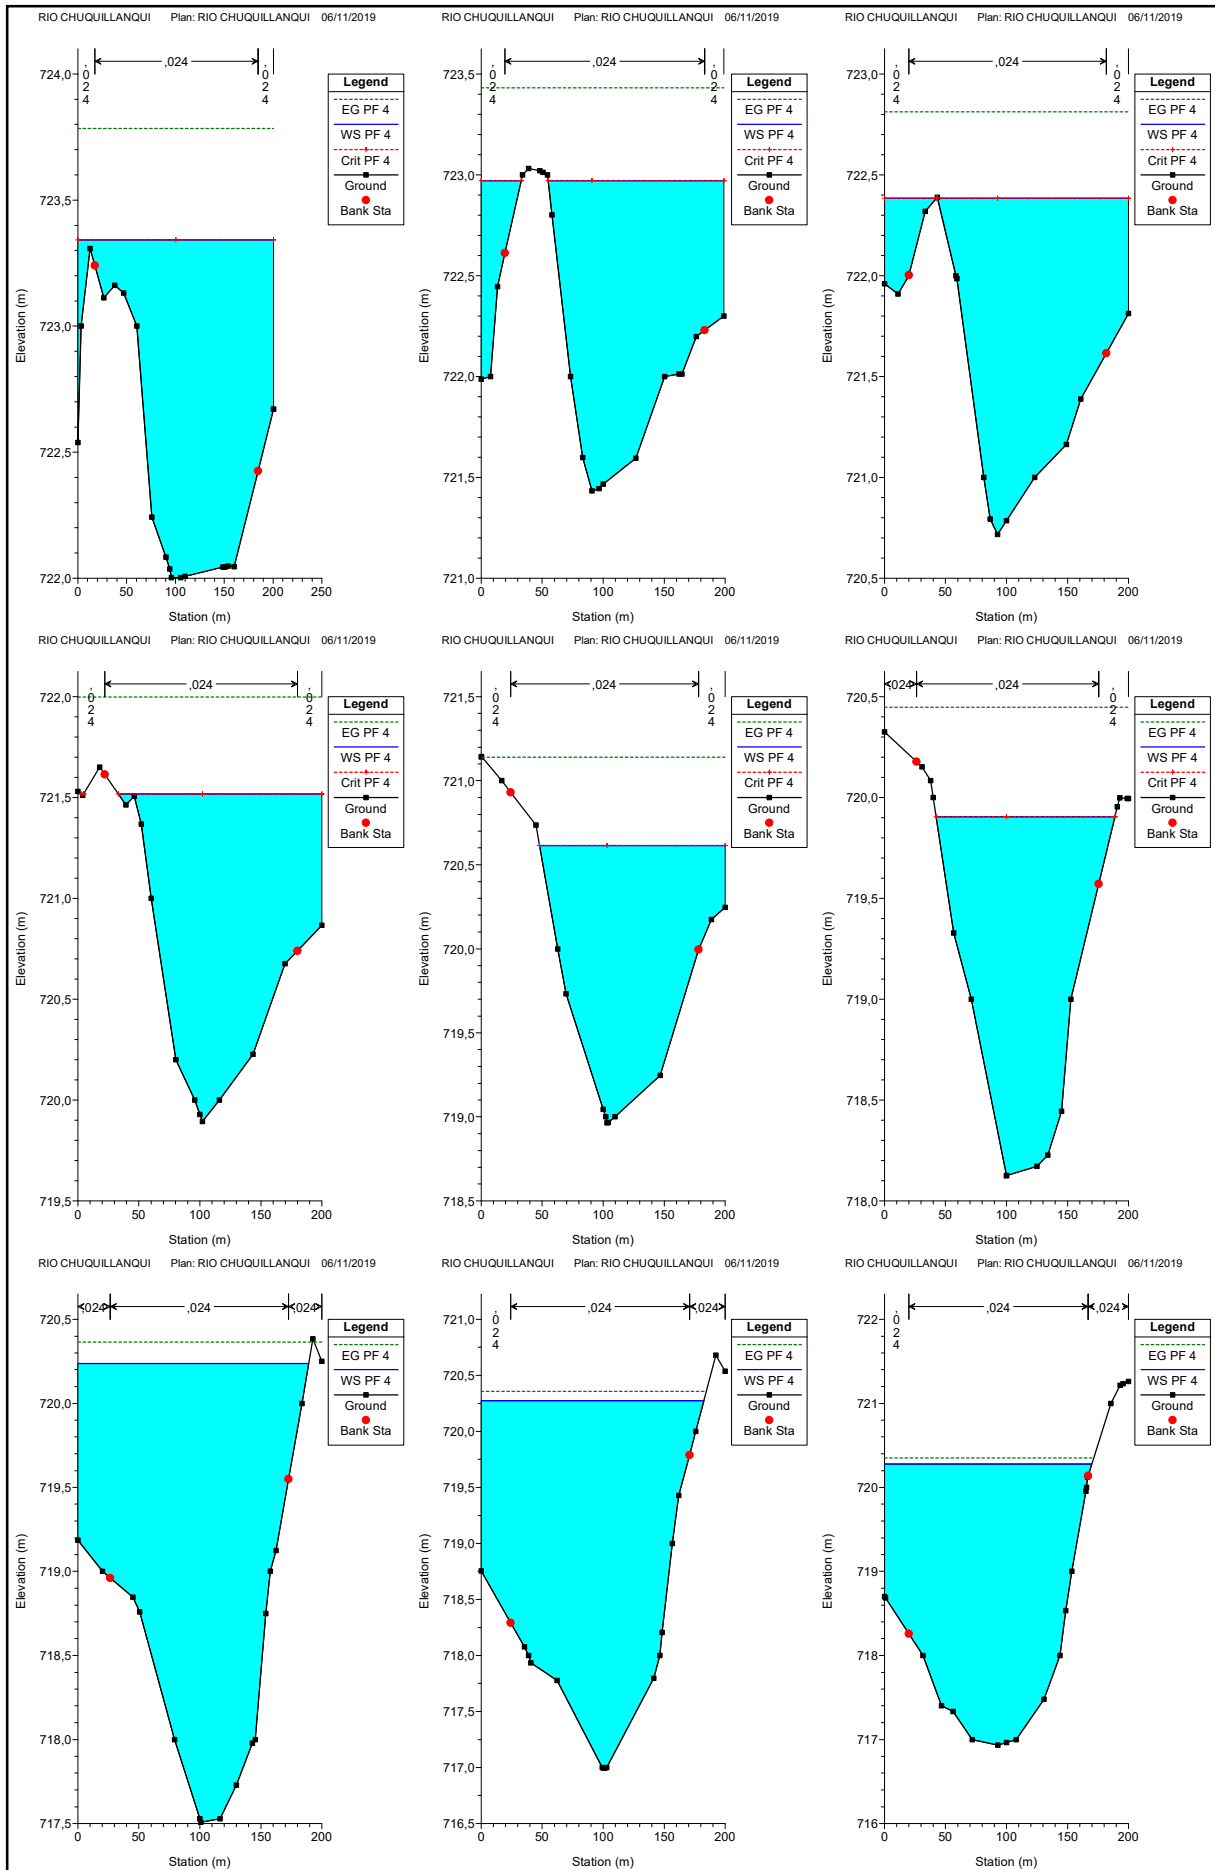 RIO CHUQUILLANQUI Plan: RIO CHUQUILLANQUI 06/11/2019
,024 ,024 ,024
Legend
EG PF 4
WS PF 4
Crit PF 4
Ground
Bank Sta
724,0
723,5
723,0
722,5
722,0
Elevation (m)
0 50 100 150 200 250
Station (m)
RIO CHUQUILLANQUI Plan: RIO CHUQUILLANQUI 06/11/2019
,024 ,024 ,024
Legend
EG PF 4
WS PF 4
Crit PF 4
Ground
Bank Sta
723,5
723,0
722,5
722,0
721,5
721,0
Elevation (m)
0 50 100 150 200
Station (m)
RIO CHUQUILLANQUI Plan: RIO CHUQUILLANQUI 06/11/2019
,024 ,024 ,024
Legend
EG PF 4
WS PF 4
Crit PF 4
Ground
Bank Sta
723,0
722,5
722,0
721,5
721,0
720,5
Elevation (m)
0 50 100 150 200
Station (m)
RIO CHUQUILLANQUI Plan: RIO CHUQUILLANQUI 06/11/2019
,024 ,024 ,024
Legend
EG PF 4
WS PF 4
Crit PF 4
Ground
Bank Sta
722,0
721,5
721,0
720,5
720,0
719,5
Elevation (m)
0 50 100 150 200
Station (m)
RIO CHUQUILLANQUI Plan: RIO CHUQUILLANQUI 06/11/2019
,024 ,024 ,024
Legend
EG PF 4
WS PF 4
Crit PF 4
Ground
Bank Sta
721,5
721,0
720,5
720,0
719,5
719,0
718,5
Elevation (m)
0 50 100 150 200
Station (m)
RIO CHUQUILLANQUI Plan: RIO CHUQUILLANQUI 06/11/2019
,024 ,024 ,024
Legend
EG PF 4
WS PF 4
Crit PF 4
Ground
Bank Sta
720,5
720,0
719,5
719,0
718,5
718,0
Elevation (m)
0 50 100 150 200
Station (m)
RIO CHUQUILLANQUI Plan: RIO CHUQUILLANQUI 06/11/2019
,024 ,024 ,024
Legend
EG PF 4
WS PF 4
Ground
Bank Sta
720,5
720,0
719,5
719,0
718,5
718,0
717,5
Elevation (m)
0 50 100 150 200
Station (m)
RIO CHUQUILLANQUI Plan: RIO CHUQUILLANQUI 06/11/2019
,024 ,024 ,024
Legend
EG PF 4
WS PF 4
Ground
Bank Sta
721,0
720,5
720,0
719,5
719,0
718,5
718,0
717,5
717,0
716,5
Elevation (m)
0 50 100 150 200
Station (m)
RIO CHUQUILLANQUI Plan: RIO CHUQUILLANQUI 06/11/2019
,024 ,024 ,024
Legend
EG PF 4
WS PF 4
Ground
Bank Sta
722
721
720
719
718
717
716
Elevation (m)
0 50 100 150 200
Station (m)